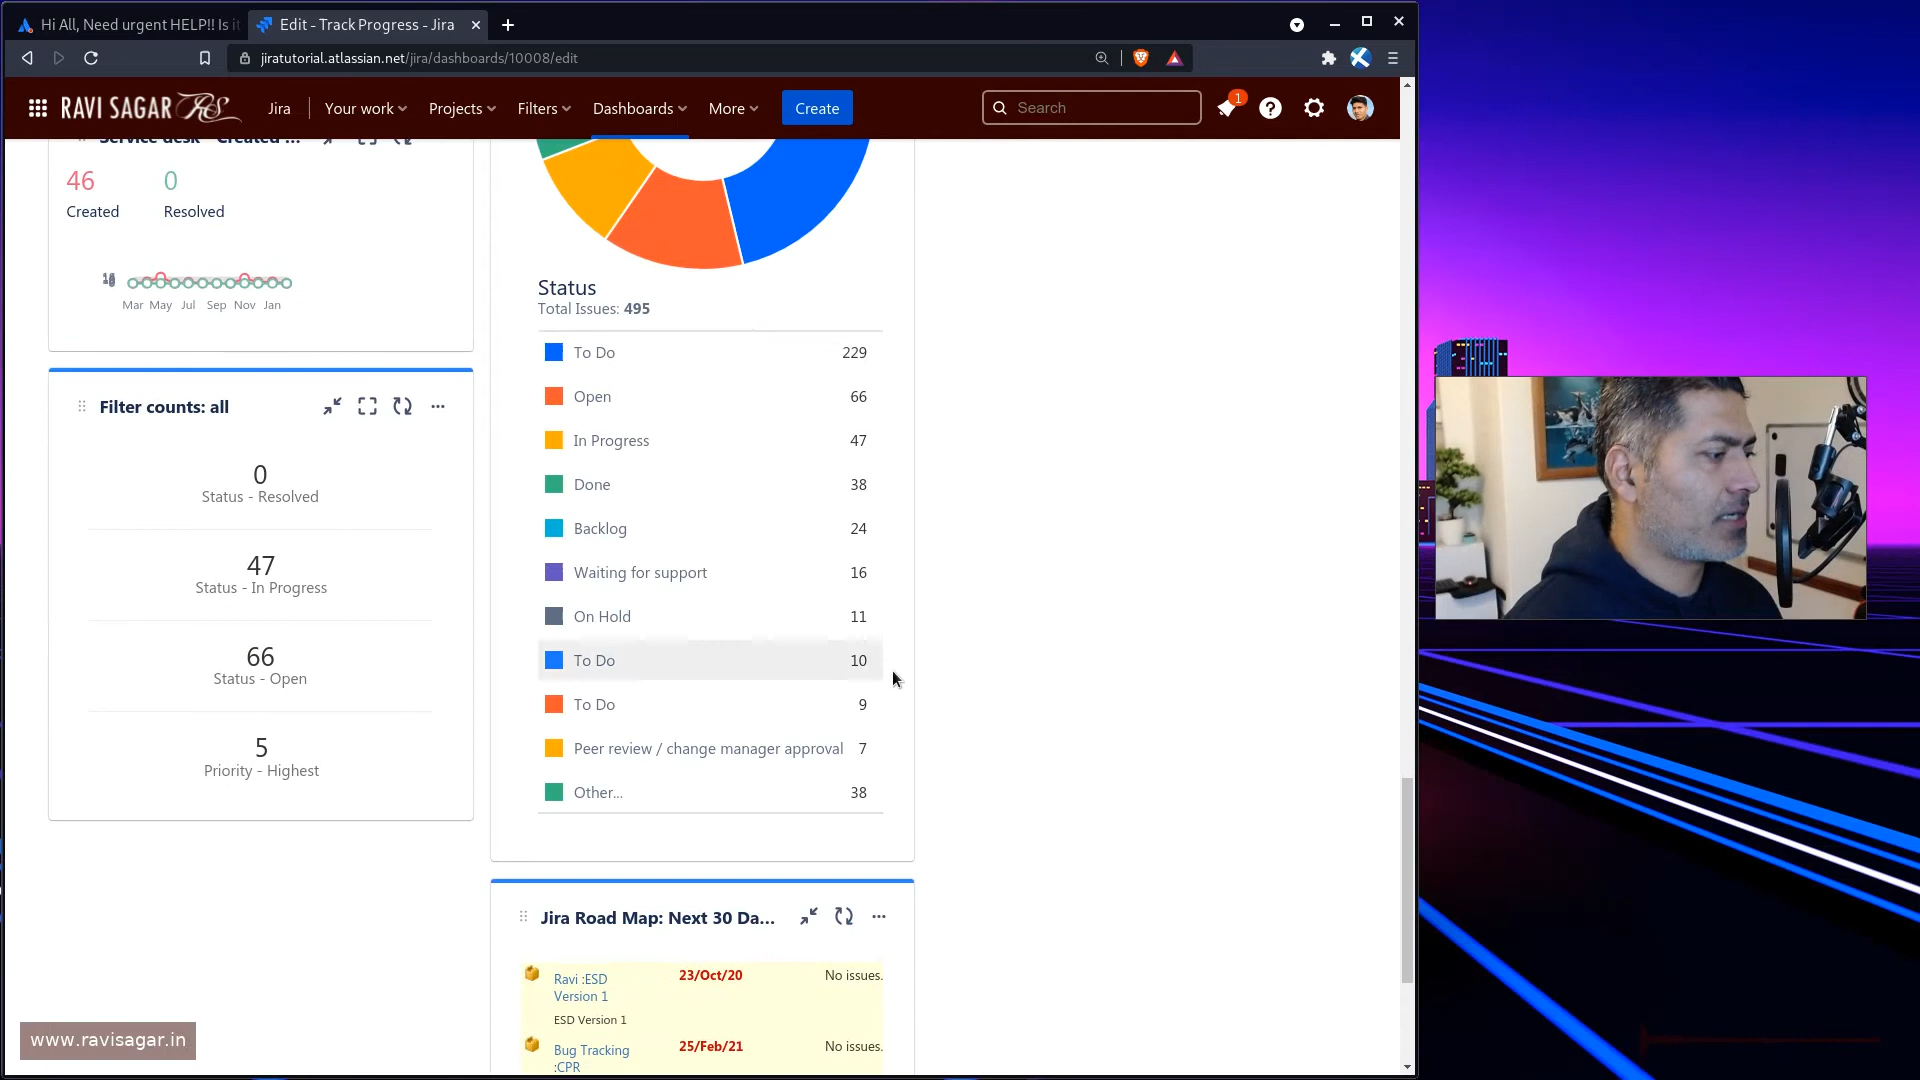 Hi All, Need urgent HELP!! Is it
Edit - Track Progress - Jira
jiratutorial.atlassian.net/jira/dashboards/10008/edit
RAVI SAGAR RS
Jira
Your work
Projects
Filters
Dashboards
More
Create
Search
1
Service desk - Created ...
46
0
Created
Resolved
Mar May Jul Sep Nov Jan
Filter counts: all
0
Status - Resolved
47
Status - In Progress
66
Status - Open
5
Priority - Highest
Status
Total Issues: 495
To Do 229
Open 66
In Progress 47
Done 38
Backlog 24
Waiting for support 16
On Hold 11
To Do 10
To Do 9
Peer review / change manager approval 7
Other... 38
Jira Road Map: Next 30 Da...
Ravi :ESD 23/Oct/20 No issues.
Version 1
ESD Version 1
Bug Tracking 25/Feb/21 No issues.
:CPR
www.ravisagar.in